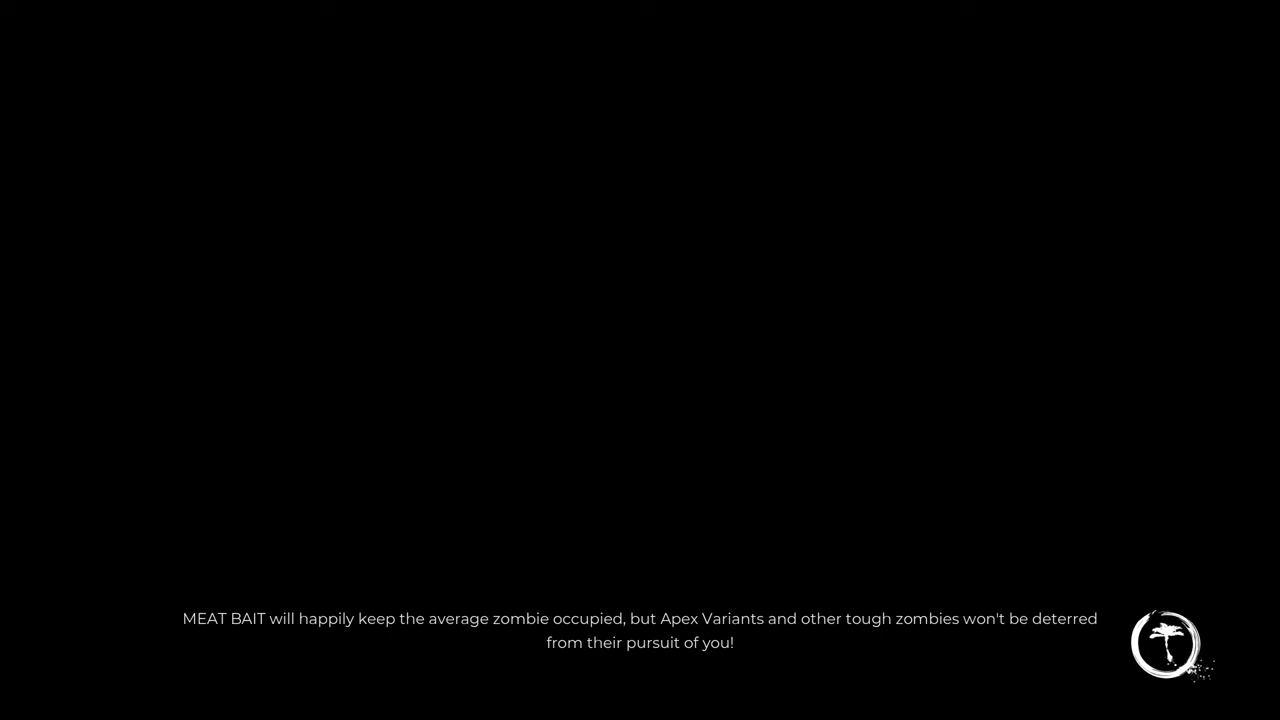 MEAT BAIT will happily keep the average zombie occupied, but Apex Variants and other tough zombies won't be deterred
from their pursuit of you!